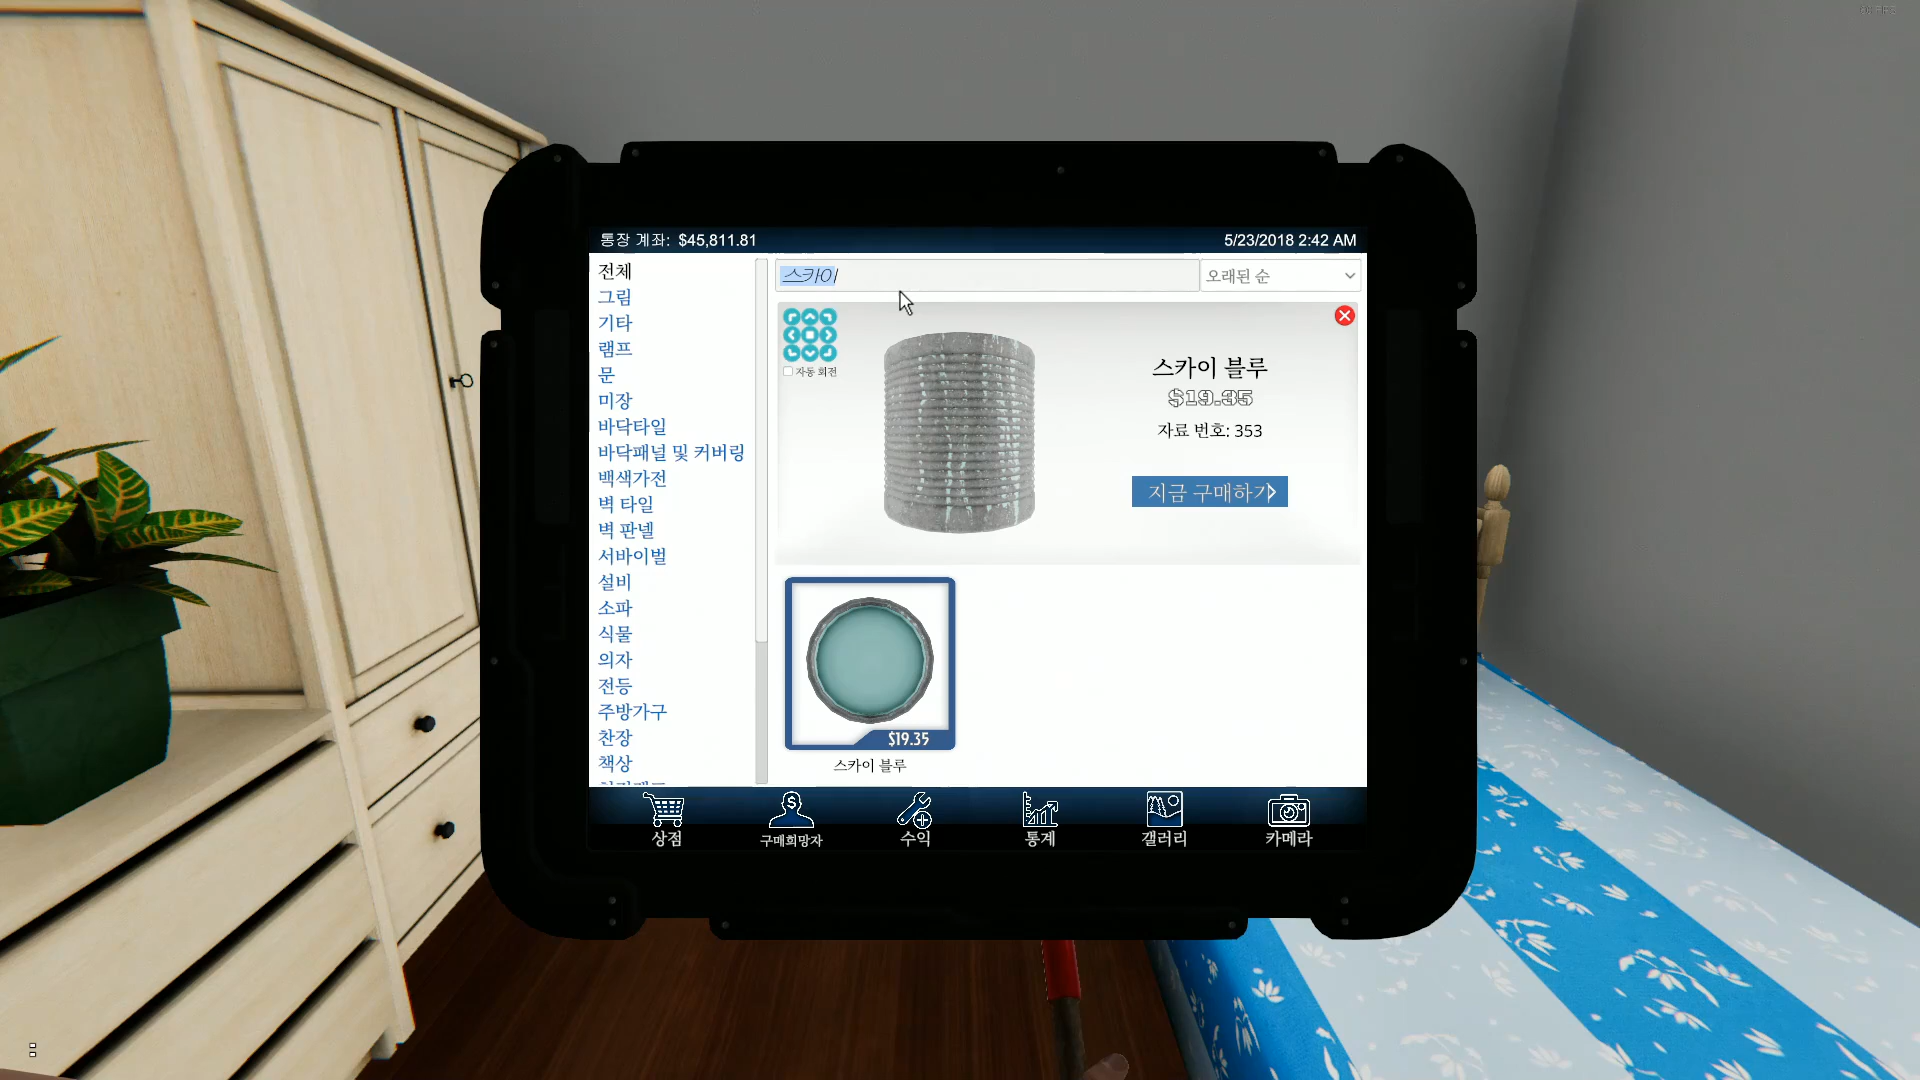 통장 계좌: $45,811.81
5/23/2018 2:42 AM
전체
그림
기타
램프
문
미장
바닥타일
바닥패널 및 커버링
백색가전
벽 타일
벽 판넬
서바이벌
설비
소파
식물
의자
전등
주방가구
찬장
책상
스카이
오래된 순
자동 회전
스카이 블루
$19.35
자료 번호: 353
지금 구매하기
$19.35
스카이 블루
상점
구매희망자
수익
통계
갤러리
카메라